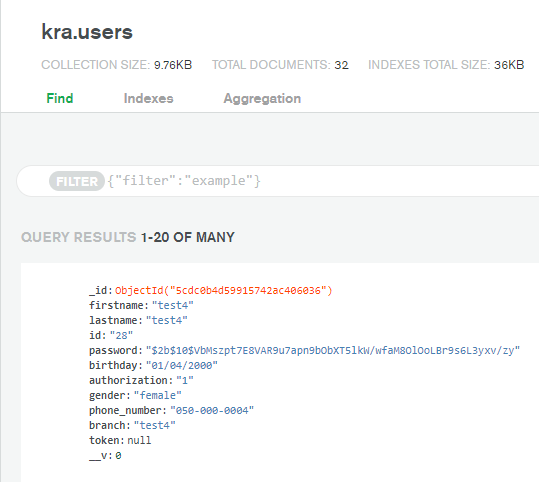 kra.users
COLLECTION SIZE: 9.76KB TOTAL DOCUMENTS: 32 INDEXES TOTAL SIZE: 36KB
Find Indexes Aggregation
FILTER {"filter":"example"}
QUERY RESULTS 1-20 OF MANY
_id: ObjectId("5cdc0b4d59915742ac406036")
firstname: "test4"
lastname: "test4"
id: "28"
password: "$2b$10$VbMszpt7E8VAR9u7apn9bObXT5lkW/wfaM8OlOoLBr9s6L3yxv/zy"
birthday: "01/04/2000"
authorization: "1"
gender: "female"
phone_number: "050-000-0004"
branch: "test4"
token: null
__v: 0